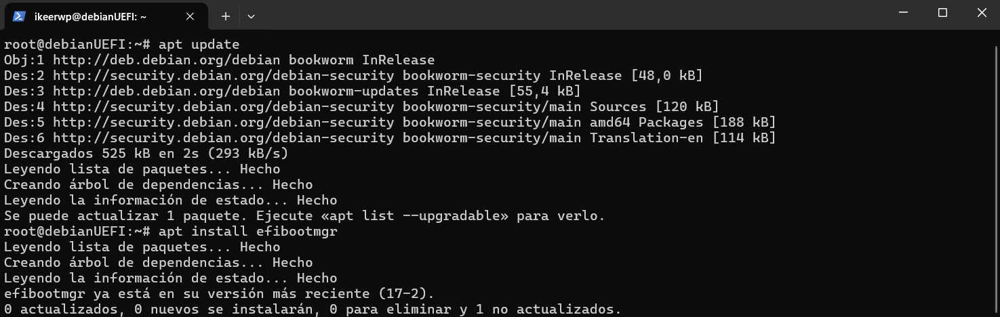 ikeerwp@debianUEFI: ~
root@debianUEFI:~# apt update
Obj:1 http://deb.debian.org/debian bookworm InRelease
Des:2 http://security.debian.org/debian-security bookworm-security InRelease [48,0 kB]
Des:3 http://deb.debian.org/debian bookworm-updates InRelease [55,4 kB]
Des:4 http://security.debian.org/debian-security bookworm-security/main Sources [120 kB]
Des:5 http://security.debian.org/debian-security bookworm-security/main amd64 Packages [188 kB]
Des:6 http://security.debian.org/debian-security bookworm-security/main Translation-en [114 kB]
Descargados 525 kB en 2s (293 kB/s)
Leyendo lista de paquetes... Hecho
Creando árbol de dependencias... Hecho
Leyendo la información de estado... Hecho
Se puede actualizar 1 paquete. Ejecute «apt list --upgradable» para verlo.
root@debianUEFI:~# apt install efibootmgr
Leyendo lista de paquetes... Hecho
Creando árbol de dependencias... Hecho
Leyendo la información de estado... Hecho
efibootmgr ya está en su versión más reciente (17-2).
0 actualizados, 0 nuevos se instalarán, 0 para eliminar y 1 no actualizados.